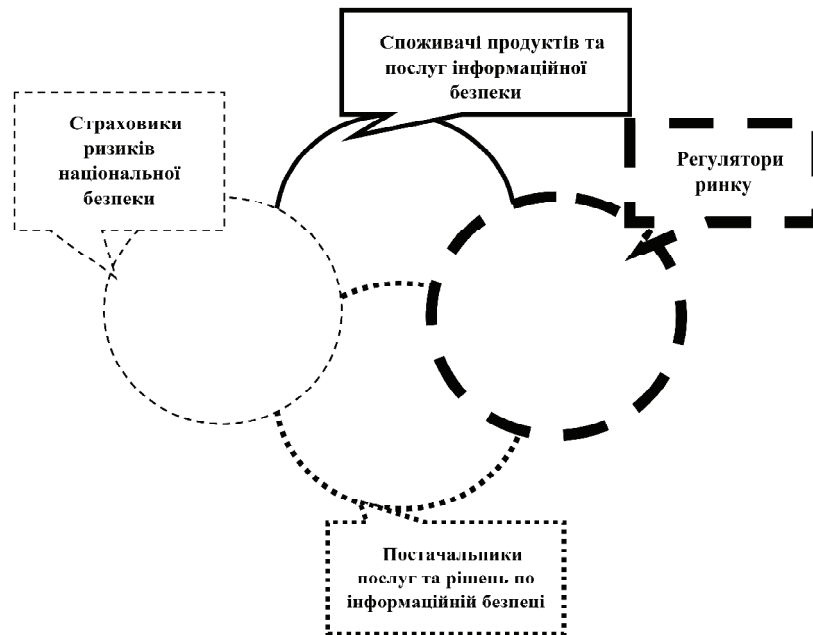 Споживачі продуктів та
послуг інформаційної
безпеки
Страховики
ризиків
національної
безпеки
Регулятори
ринку
Постачальники
послуг та рішень по
інформаційній безпеці